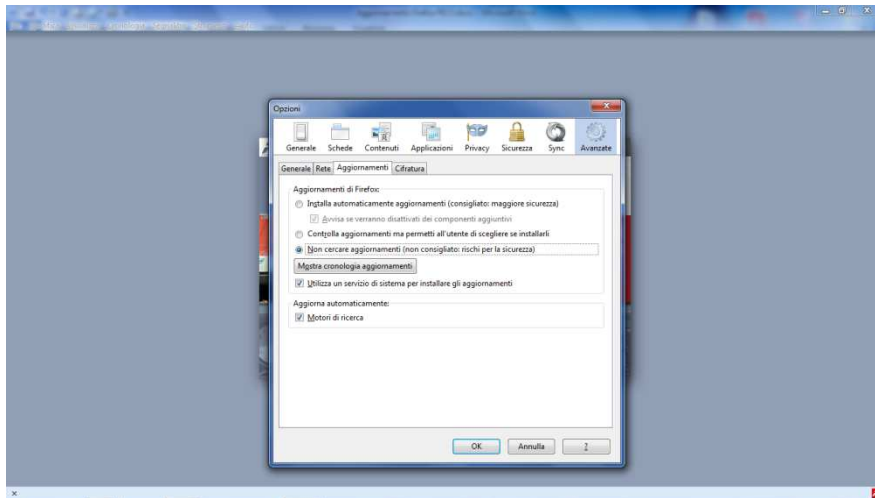 Opzioni
Generale Schede Contenuti Applicazioni Privacy Sicurezza Sync Avanzate
Generale Rete Aggiornamenti Cifratura
Aggiornamenti di Firefox:
Installa automaticamente aggiornamenti (consigliato: maggiore sicurezza)
Avvisa se verranno disattivati dei componenti aggiuntivi
Controlla aggiornamenti ma permetti all'utente di scegliere se installarli
Non cercare aggiornamenti (non consigliato: rischi per la sicurezza)
Mostra cronologia aggiornamenti
Utilizza un servizio di sistema per installare gli aggiornamenti
Aggiorna automaticamente:
Motori di ricerca
OK Annulla ?